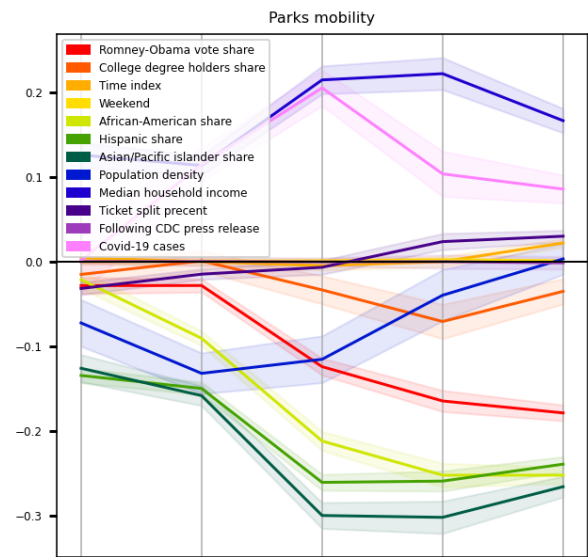 Parks mobility
Romney-Obama vote share
College degree holders share
Time index
Weekend
African-American share
Hispanic share
Asian/Pacific islander share
Population density
Median household income
Ticket split precent
Following CDC press release
Covid-19 cases
0.2
0.1
0.0
−0.1
−0.2
−0.3